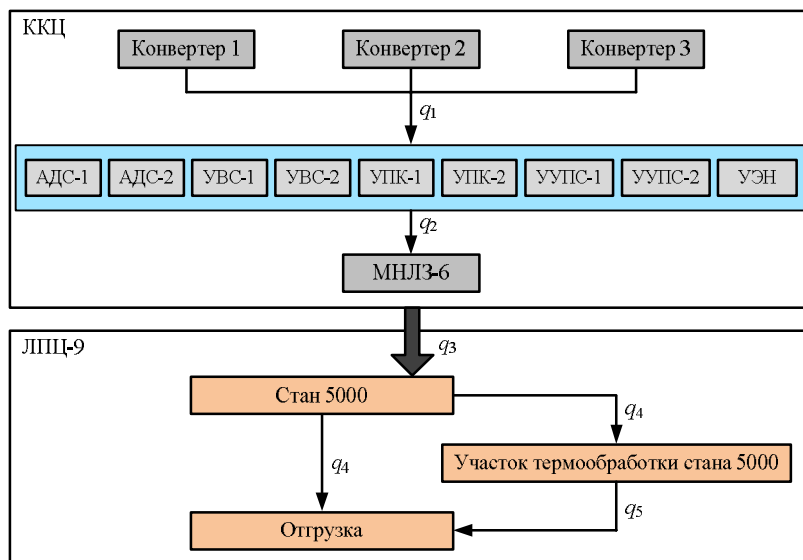 ККЦ
Конвертер 1
Конвертер 2
Конвертер 3
q1
АДС-1
АДС-2
УВС-1
УВС-2
УПК-1
УПК-2
УУПС-1
УУПС-2
УЭН
q2
МНЛЗ-6
ЛПЦ-9
q3
Стан 5000
q4
Участок термообработки стана 5000
q4
q5
Отгрузка